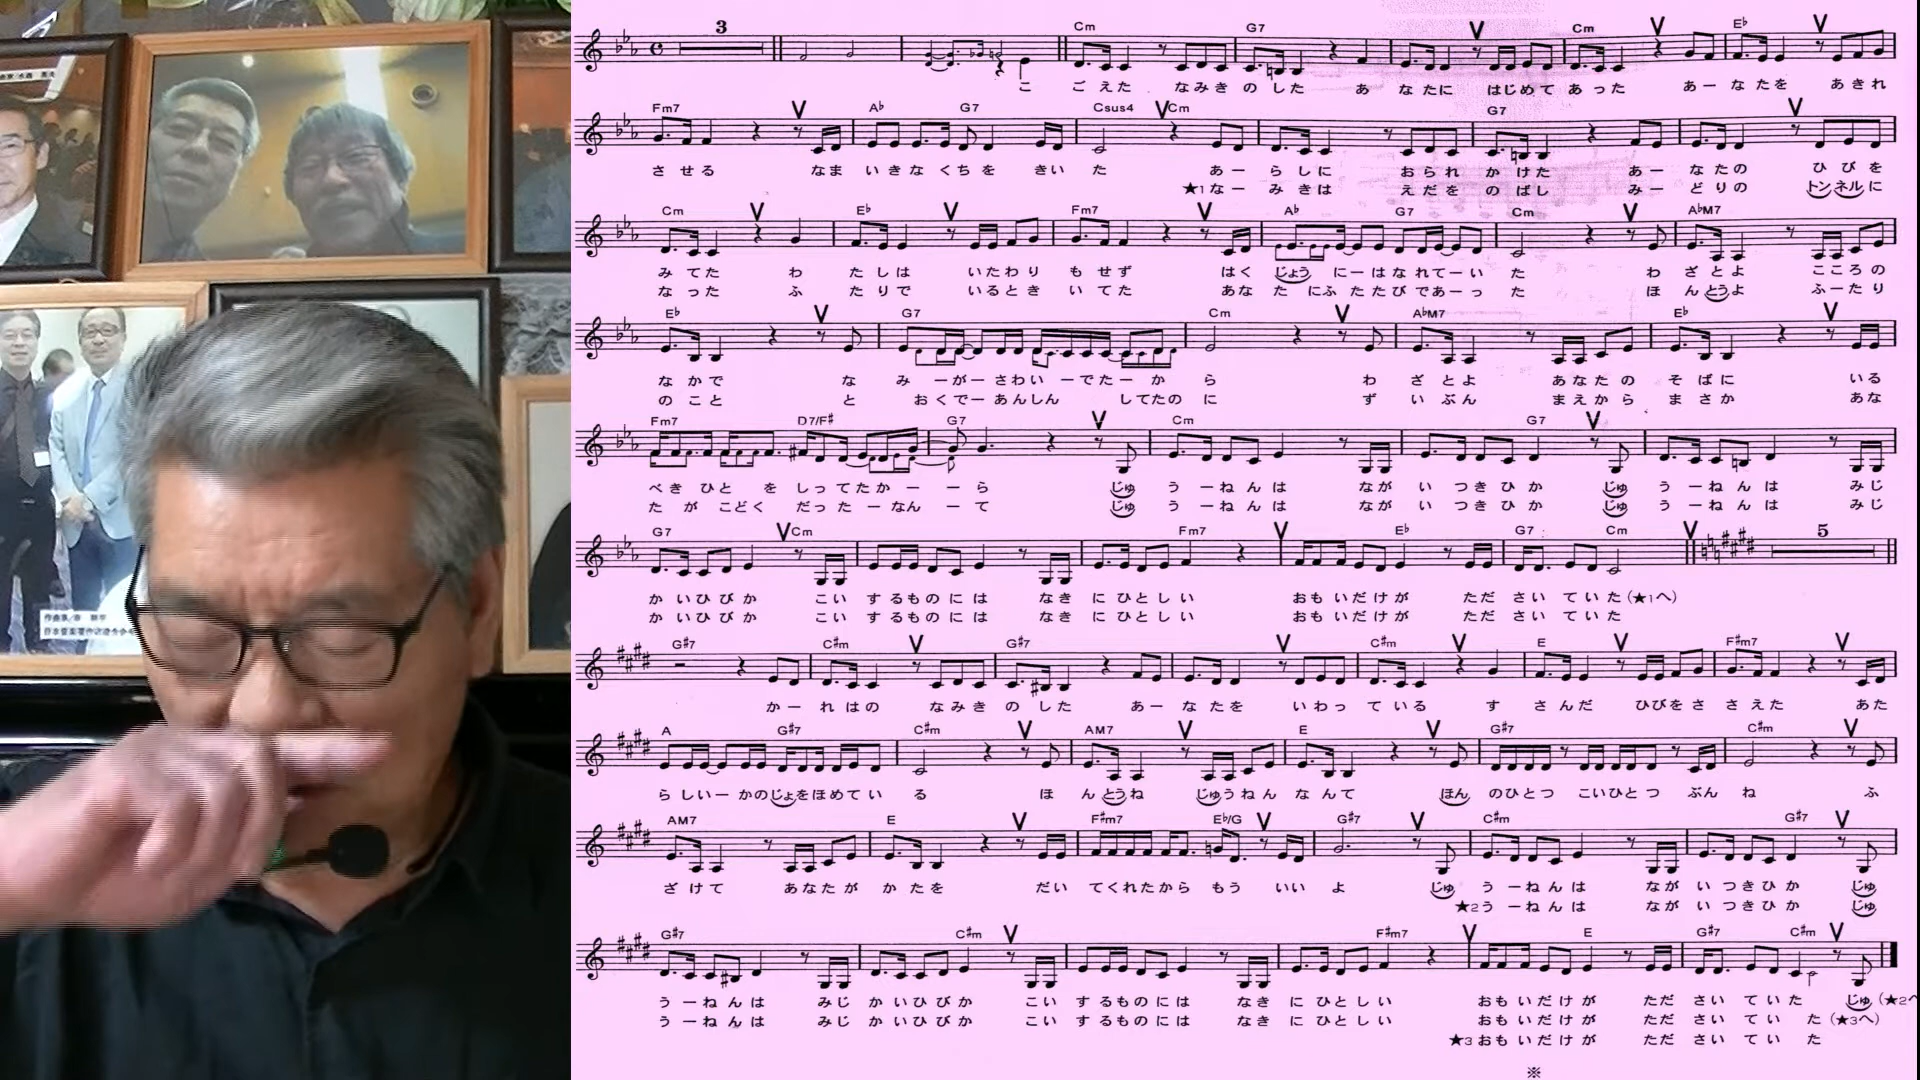 3
Cm G7 Cm E♭
こ ご え た な み き の し た あ な た に は じ め て あ っ た あ ー な た を あ き れ
Fm7 A♭ G7 Csus4 Cm G7
さ せ る な ま い き な く ち を き い た あ ー ら し に お ら れ か け た あ ー な た の ひ び を
★1 な ー み き は え だ を の ば し み ー ど り の トンネル に
Cm E♭ Fm7 A♭ G7 Cm A♭M7
み て た わ た し は い た わ り も せ ず は く じょう に ー は な れ て ー い た わ ざ と よ こ こ ろ の
な っ た ふ た り で い る と き い て た あ な た に ふ た た び で あ ー っ た ほ ん とう よ ふ ー た り
E♭ G7 Cm A♭M7 E♭
な か で な み ー が ー さ わ い ー で た ー か ら わ ざ と よ あ な た の そ ば に い る
の こ と と お く で ー あ ん し ん し て た の に ず い ぶ ん ま え か ら ま さ か あ な
Fm7 D7/F# G7 Cm G7
べ き ひ と を し っ て た か ー ー ら じゅ う ー ね ん は な が い つ き ひ か じゅ う ー ね ん は み じ
た が こ ど く だ っ た ー な ん ー て じゅ う ー ね ん は な が い つ き ひ か じゅ う ー ね ん は み じ
G7 Cm Fm7 E♭ G7 Cm 5
か い ひ び か こ い す る も の に は な き に ひ と し い お も い だ け が た だ さ い て い た (★1へ)
か い ひ び か こ い す る も の に は な き に ひ と し い お も い だ け が た だ さ い て い た
G#7 C#m G#7 C#m E F#m7
か ー れ は の な み き の し た あ ー な た を い わ っ て い る す さ ん だ ひ び を さ さ え た あ た
A G#7 C#m AM7 E G#7 C#m
ら し い ー か の じょ を ほ め て い る ほ ん とう ね じゅう ね ん な ん て ほん の ひ と つ こ い ひ と つ ぶ ん ね ふ
AM7 E F#m7 E♭/G G#7 C#m G#7
ざ け て あ な た が か た を だ い て く れ た か ら も う い い よ じゅ う ー ね ん は な が い つ き ひ か じゅ
★2 う ー ね ん は な が い つ き ひ か じゅ
G#7 C#m F#m7 E G#7 C#m
う ー ね ん は み じ か い ひ び か こ い す る も の に は な き に ひ と し い お も い だ け が た だ さ い て い た じゅ (★2へ
う ー ね ん は み じ か い ひ び か こ い す る も の に は な き に ひ と し い お も い だ け が た だ さ い て い た (★3へ)
★3 お も い だ け が た だ さ い て い た
※